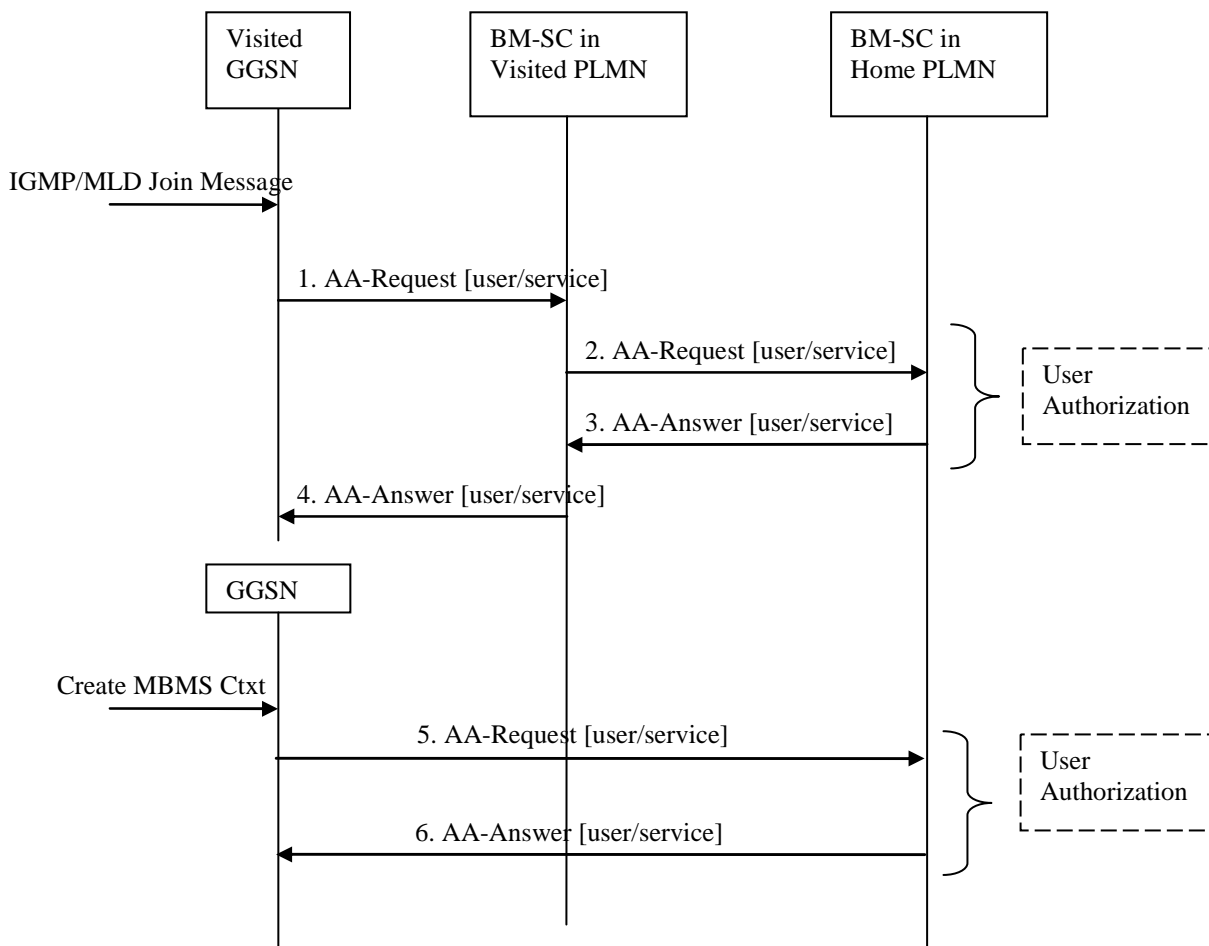 Visited
GGSN
BM-SC in
Visited PLMN
BM-SC in
Home PLMN
IGMP/MLD Join Message
1. AA-Request [user/service]
2. AA-Request [user/service]
User
Authorization
3. AA-Answer [user/service]
4. AA-Answer [user/service]
GGSN
Create MBMS Ctxt
5. AA-Request [user/service]
User
Authorization
6. AA-Answer [user/service]